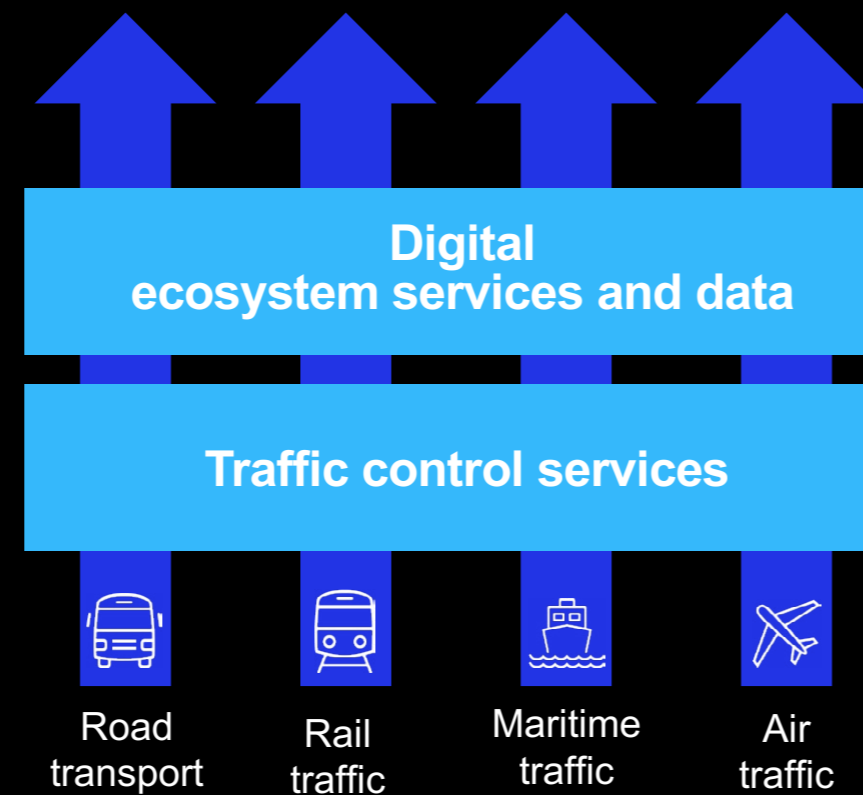 Digital
ecosystem services and data
Traffic control services
Road
transport
Rail
traffic
Maritime
traffic
Air
traffic